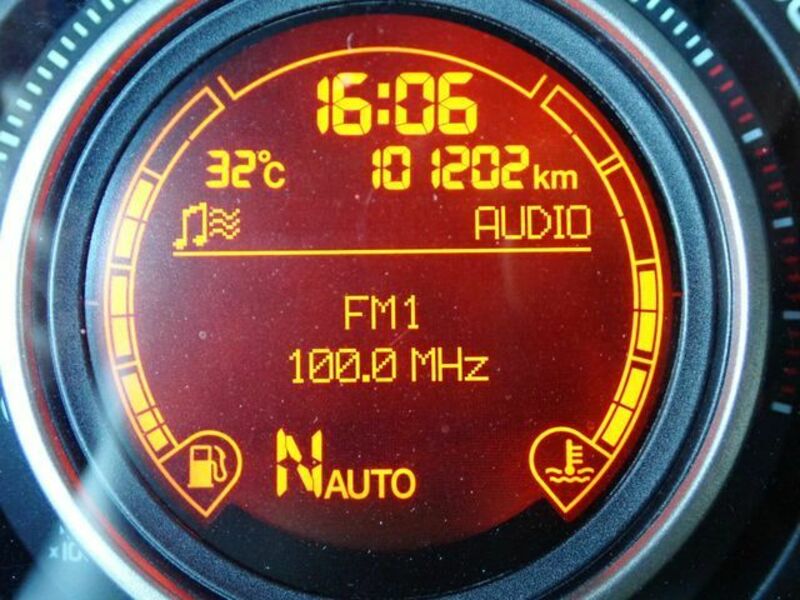 16:06
32°C 101202 km
AUDIO
FM1
100.0 MHz
N AUTO